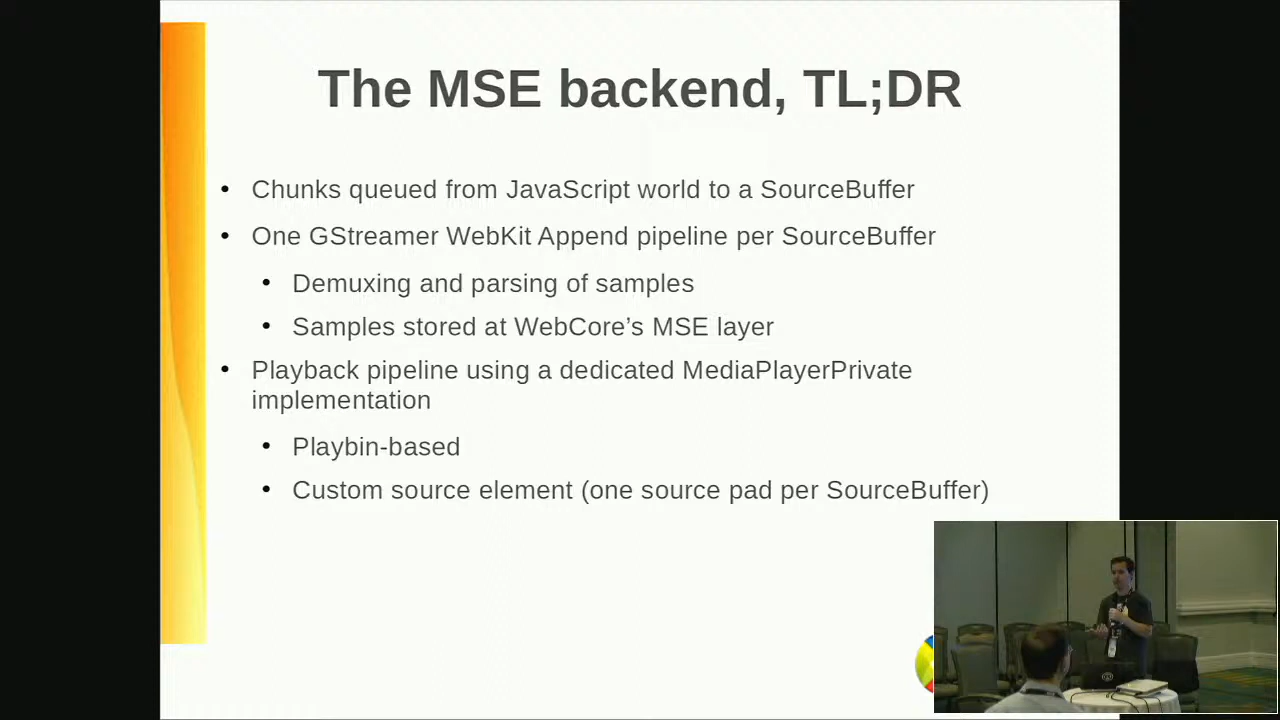 The MSE backend, TL;DR
• Chunks queued from JavaScript world to a SourceBuffer
• One GStreamer WebKit Append pipeline per SourceBuffer
• Demuxing and parsing of samples
• Samples stored at WebCore’s MSE layer
• Playback pipeline using a dedicated MediaPlayerPrivate
implementation
• Playbin-based
• Custom source element (one source pad per SourceBuffer)